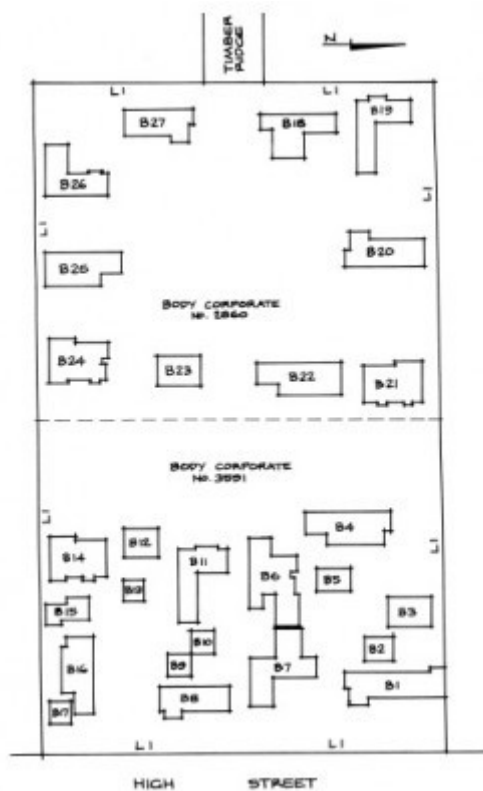 TIMBER
RIDGE
N
L1
L1
B27
B18
B19
B26
L1
L1
B20
B25
BODY CORPORATE
No. 2860
B24
B23
B22
B21
BODY CORPORATE
No. 3591
L1
L1
B4
B12
B14
B11
B6
B5
B13
B15
B3
B10
B2
B16
B9
B7
B1
B8
B17
L1
L1
HIGH STREET